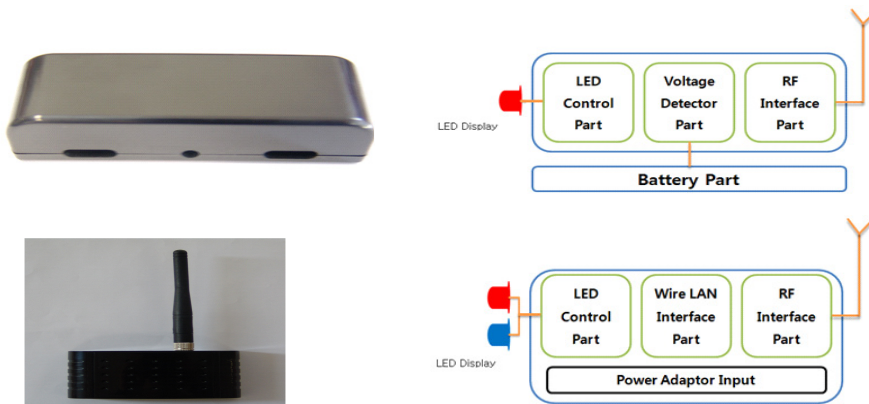 LED
Control
Part
Voltage
Detector
Part
RF
Interface
Part
LED Display
Battery Part
LED
Control
Part
Wire LAN
Interface
Part
RF
Interface
Part
LED Display
Power Adaptor Input